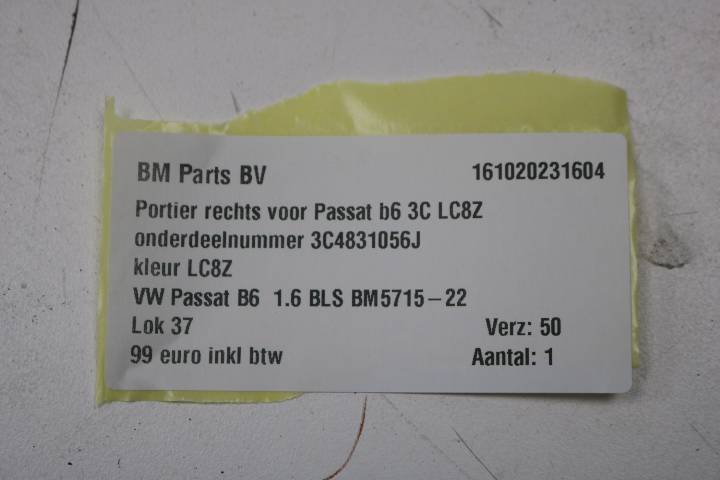 BM Parts BV 161020231604
Portier rechts voor Passat b6 3C LC8Z
onderdeelnummer 3C4831056J
kleur LC8Z
VW Passat B6 1.6 BLS BM5715-22
Lok 37 Verz: 50
99 euro inkl btw Aantal: 1